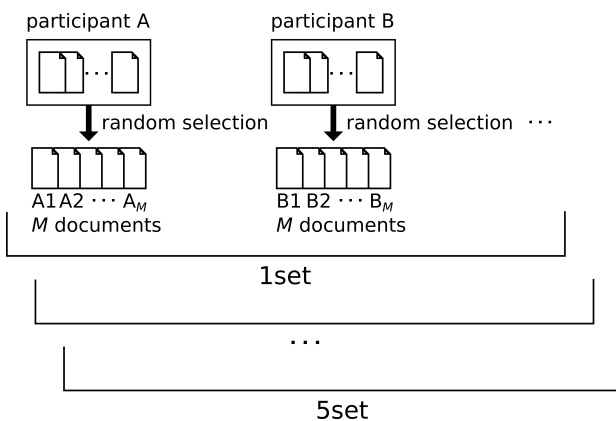 participant A participant B
...
...
random selection random selection ...
A1 A2 ... A_M B1 B2 ... B_M
M documents M documents
1set
...
5set